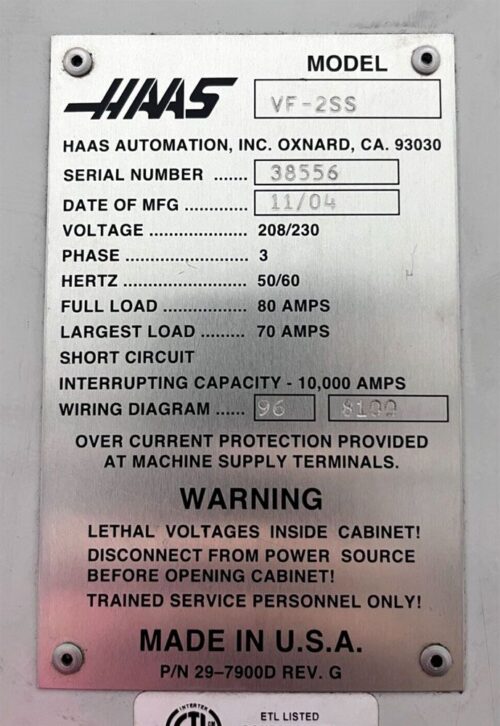 MODEL
HAAS VF-2SS
HAAS AUTOMATION, INC. OXNARD, CA. 93030
SERIAL NUMBER ....... 38556
DATE OF MFG ............. 11/04
VOLTAGE .................... 208/230
PHASE ......................... 3
HERTZ ......................... 50/60
FULL LOAD ................. 80 AMPS
LARGEST LOAD ......... 70 AMPS
SHORT CIRCUIT
INTERRUPTING CAPACITY - 10,000 AMPS
WIRING DIAGRAM ...... 96 8100
OVER CURRENT PROTECTION PROVIDED
AT MACHINE SUPPLY TERMINALS.
WARNING
LETHAL VOLTAGES INSIDE CABINET!
DISCONNECT FROM POWER SOURCE
BEFORE OPENING CABINET!
TRAINED SERVICE PERSONNEL ONLY!
MADE IN U.S.A.
P/N 29-7900D REV. G
INTERTEK
ETL LISTED